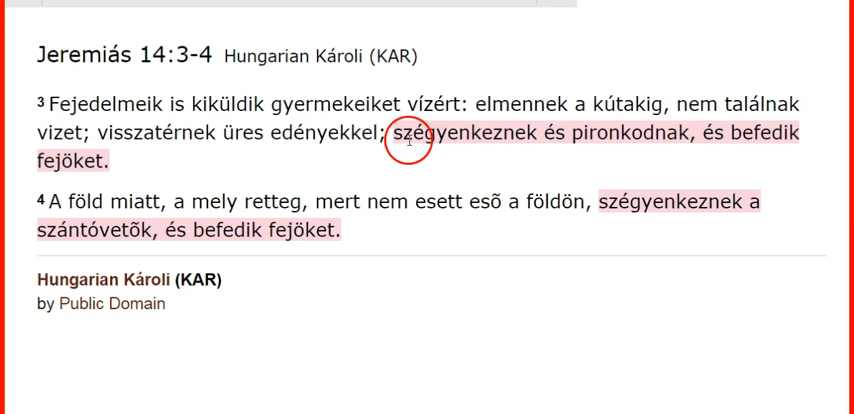 Jeremiás 14:3-4 Hungarian Károli (KAR)
3 Fejedelmeik is kiküldik gyermekeiket vízért: elmennek a kútakig, nem találnak
vizet; visszatérnek üres edényekkel; szégyenkeznek és pironkodnak, és befedik
fejöket.
4 A föld miatt, a mely retteg, mert nem esett esõ a földön, szégyenkeznek a
szántóvetõk, és befedik fejöket.
Hungarian Károli (KAR)
by Public Domain